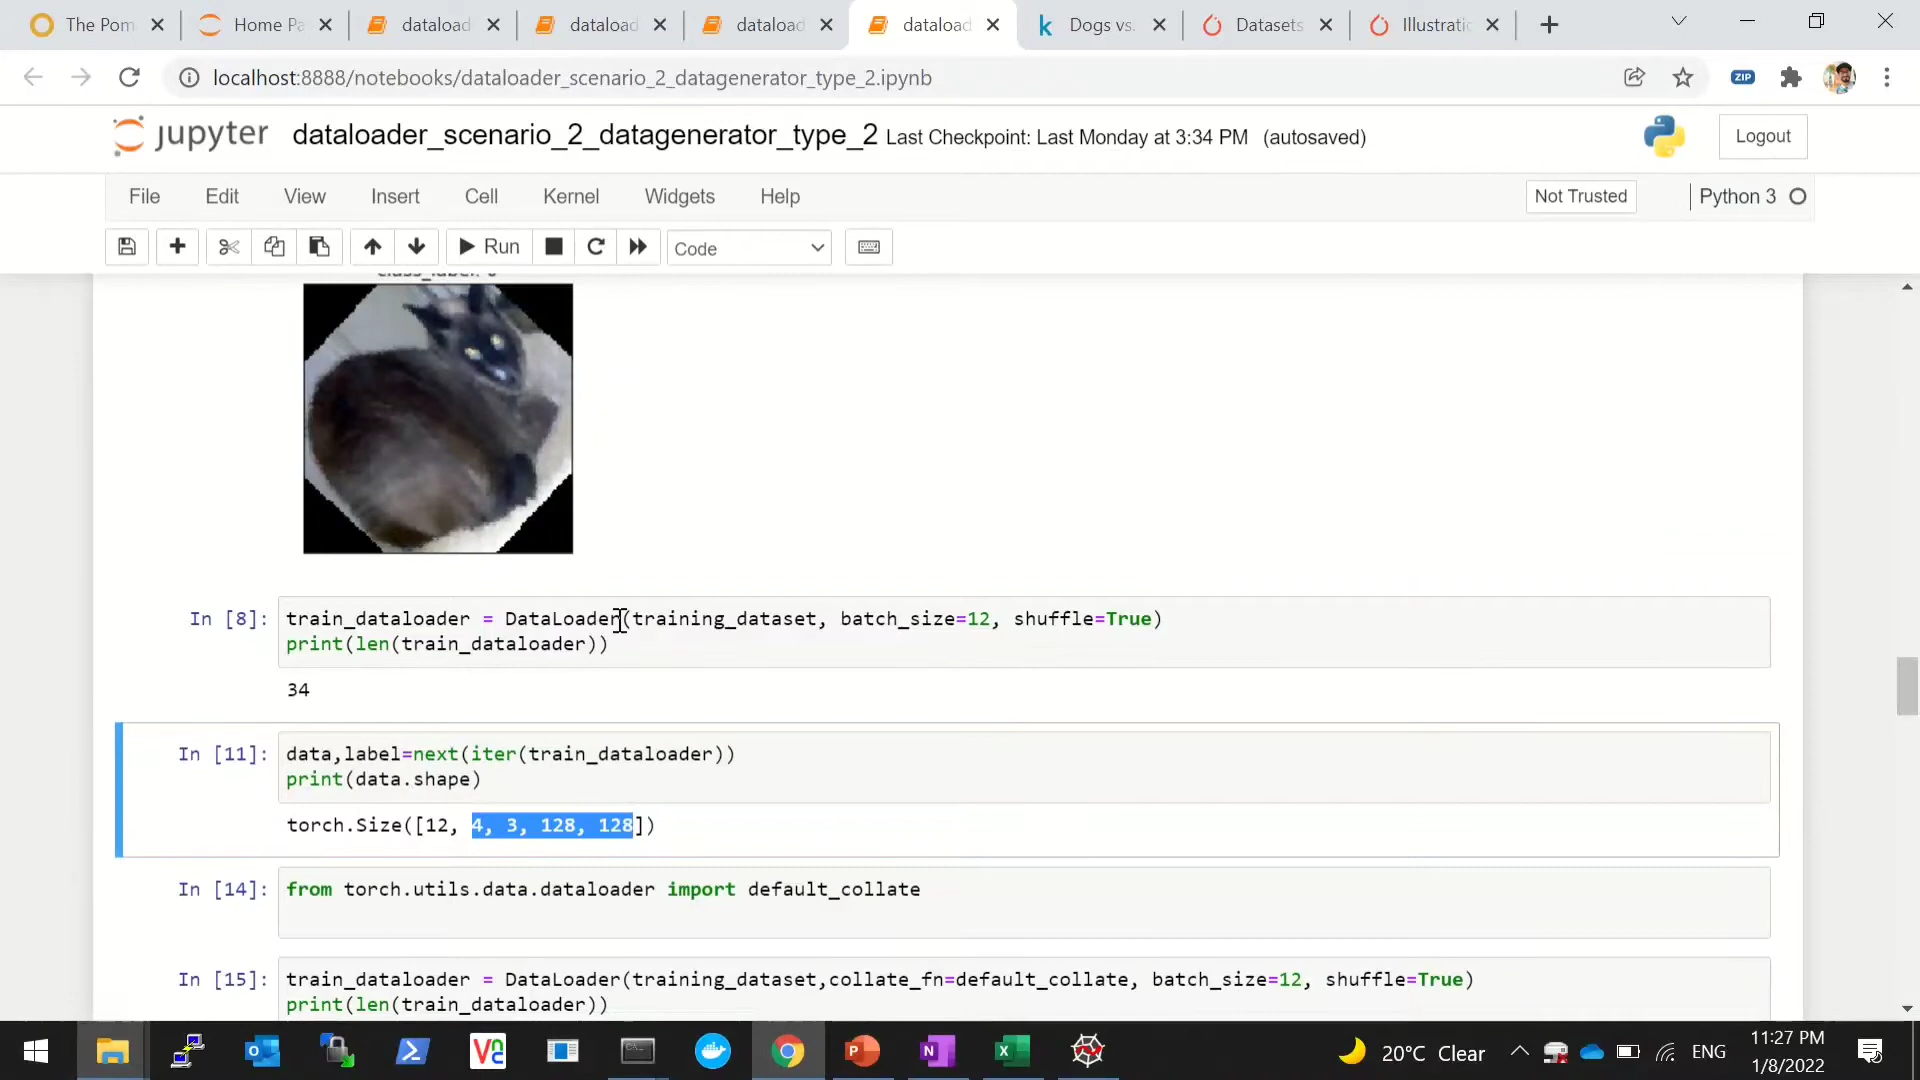 The Pom
Home Pa
dataload
dataload
dataload
dataload
Dogs vs.
Datasets
Illustratio
localhost:8888/notebooks/dataloader_scenario_2_datagenerator_type_2.ipynb
ZIP
jupyter
dataloader_scenario_2_datagenerator_type_2 Last Checkpoint: Last Monday at 3:34 PM (autosaved)
Logout
File Edit View Insert Cell Kernel Widgets Help
Not Trusted
Python 3
Run
Code
class_label: 0
In [8]: train_dataloader = DataLoader(training_dataset, batch_size=12, shuffle=True)
print(len(train_dataloader))
34
In [11]: data,label=next(iter(train_dataloader))
print(data.shape)
torch.Size([12, 4, 3, 128, 128])
In [14]: from torch.utils.data.dataloader import default_collate
In [15]: train_dataloader = DataLoader(training_dataset,collate_fn=default_collate, batch_size=12, shuffle=True)
print(len(train_dataloader))
20°C Clear
ENG
11:27 PM
1/8/2022